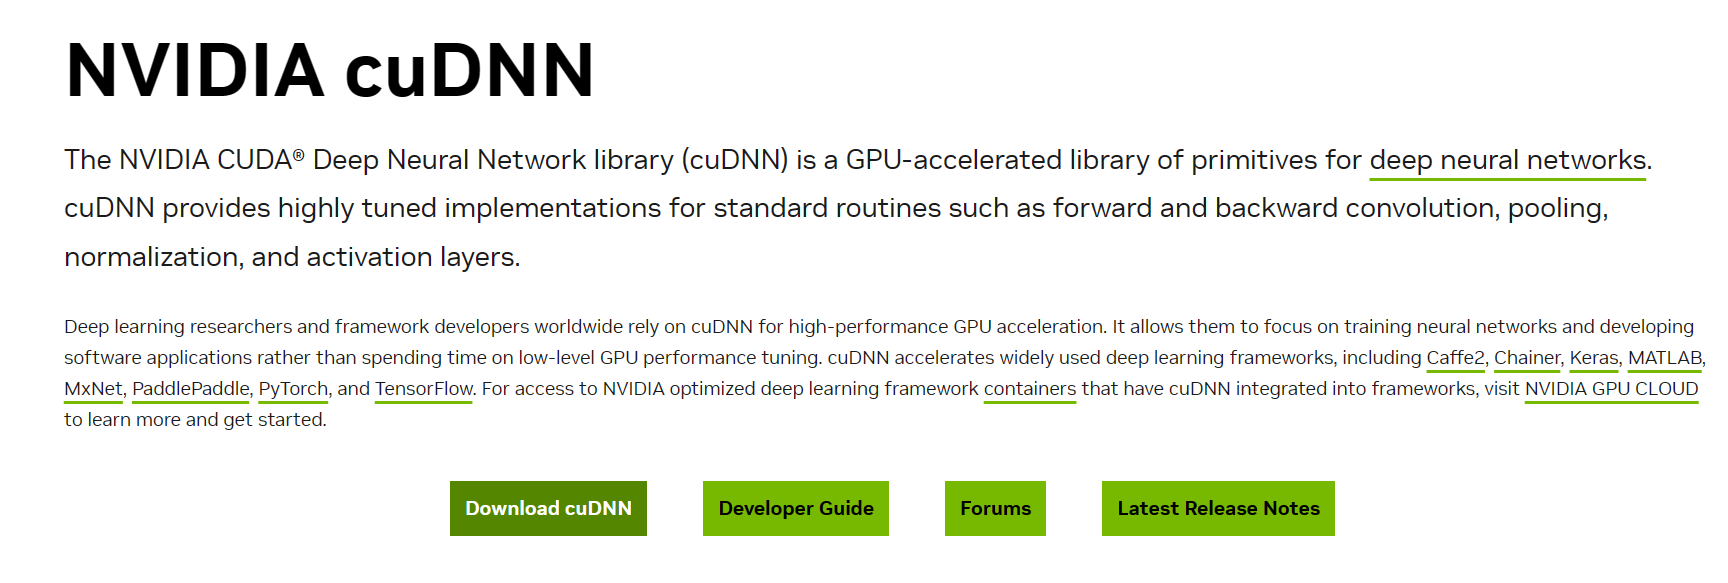 NVIDIA cuDNN
The NVIDIA CUDA® Deep Neural Network library (cuDNN) is a GPU-accelerated library of primitives for deep neural networks.
cuDNN provides highly tuned implementations for standard routines such as forward and backward convolution, pooling,
normalization, and activation layers.
Deep learning researchers and framework developers worldwide rely on cuDNN for high-performance GPU acceleration. It allows them to focus on training neural networks and developing
software applications rather than spending time on low-level GPU performance tuning. cuDNN accelerates widely used deep learning frameworks, including Caffe2, Chainer, Keras, MATLAB,
MxNet, PaddlePaddle, PyTorch, and TensorFlow. For access to NVIDIA optimized deep learning framework containers that have cuDNN integrated into frameworks, visit NVIDIA GPU CLOUD
to learn more and get started.
Download cuDNN Developer Guide Forums Latest Release Notes